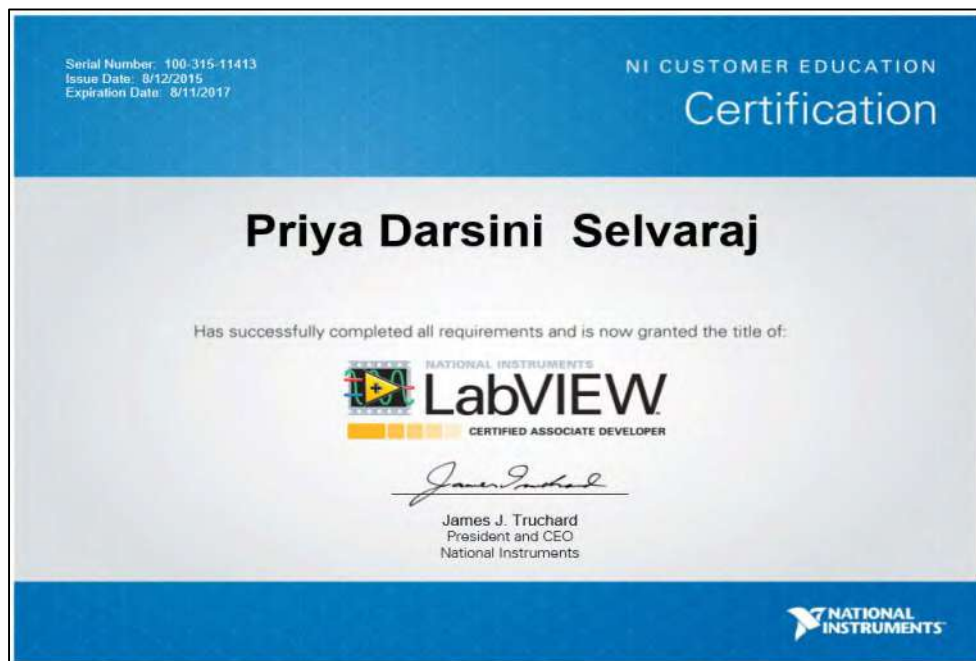 Serial Number: 100-315-11413
Issue Date: 8/12/2015
Expiration Date: 8/11/2017
NI CUSTOMER EDUCATION
Certification
Priya Darsini Selvaraj
Has successfully completed all requirements and is now granted the title of:
NATIONAL INSTRUMENTS
LabVIEW
CERTIFIED ASSOCIATE DEVELOPER
James J. Truchard
James J. Truchard
President and CEO
National Instruments
NATIONAL
INSTRUMENTS